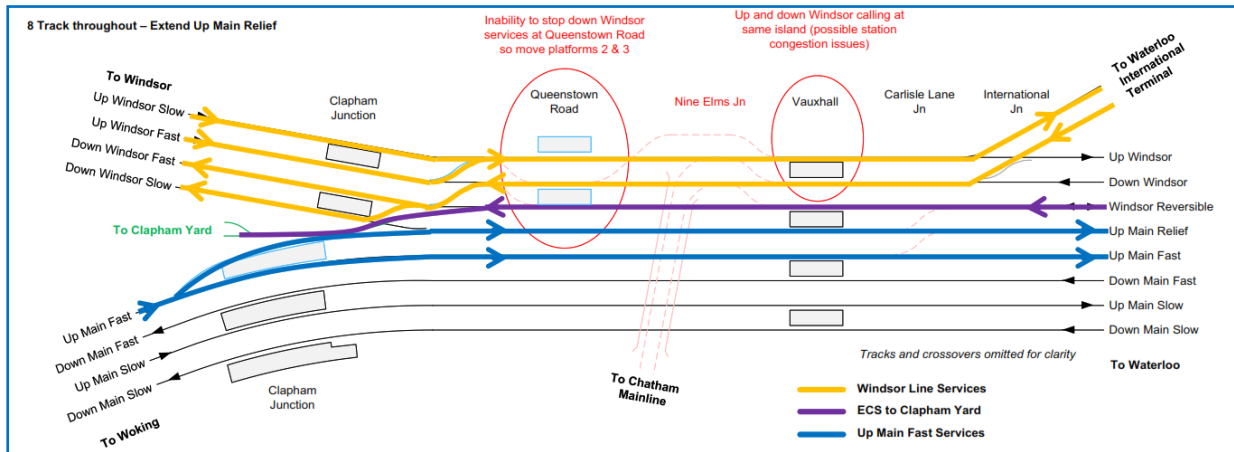 8 Track throughout – Extend Up Main Relief
Inability to stop down Windsor
services at Queenstown Road
so move platforms 2 & 3
Up and down Windsor calling at
same island (possible station
congestion issues)
To Windsor
Up Windsor Slow
Up Windsor Fast
Down Windsor Fast
Down Windsor Slow
Clapham
Junction
Queenstown
Road
Nine Elms Jn
Vauxhall
Carlisle Lane
Jn
International
Jn
To Waterloo
International
Terminal
Up Windsor
Down Windsor
Windsor Reversible
Up Main Relief
Up Main Fast
Down Main Fast
Up Main Slow
Down Main Slow
To Clapham Yard
Up Main Fast
Down Main Fast
Up Main Slow
Down Main Slow
To Woking
Clapham
Junction
To Chatham
Mainline
Tracks and crossovers omitted for clarity
To Waterloo
Windsor Line Services
ECS to Clapham Yard
Up Main Fast Services